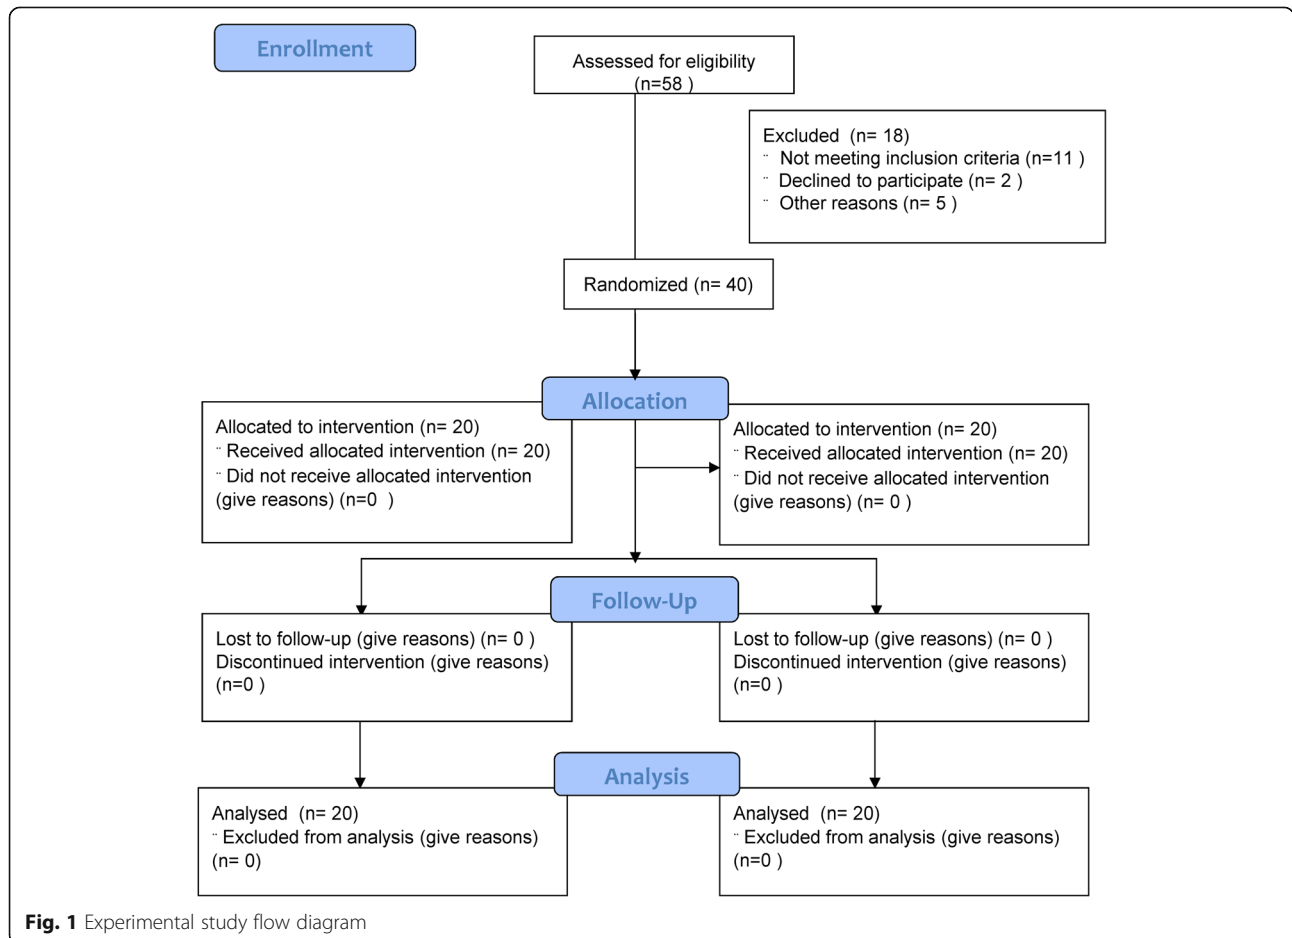 Enrollment
Assessed for eligibility
(n=58 )
Excluded (n= 18)
¨ Not meeting inclusion criteria (n=11 )
¨ Declined to participate (n= 2 )
¨ Other reasons (n= 5 )
Randomized (n= 40)
Allocation
Allocated to intervention (n= 20)
¨ Received allocated intervention (n= 20)
¨ Did not receive allocated intervention
(give reasons) (n=0 )
Allocated to intervention (n= 20)
¨ Received allocated intervention (n= 20)
¨ Did not receive allocated intervention
(give reasons) (n= 0 )
Follow-Up
Lost to follow-up (give reasons) (n= 0 )
Discontinued intervention (give reasons)
(n=0 )
Lost to follow-up (give reasons) (n= 0 )
Discontinued intervention (give reasons)
(n=0 )
Analysis
Analysed (n= 20)
¨ Excluded from analysis (give reasons)
(n= 0)
Analysed (n= 20)
¨ Excluded from analysis (give reasons)
(n=0 )
Fig. 1 Experimental study flow diagram